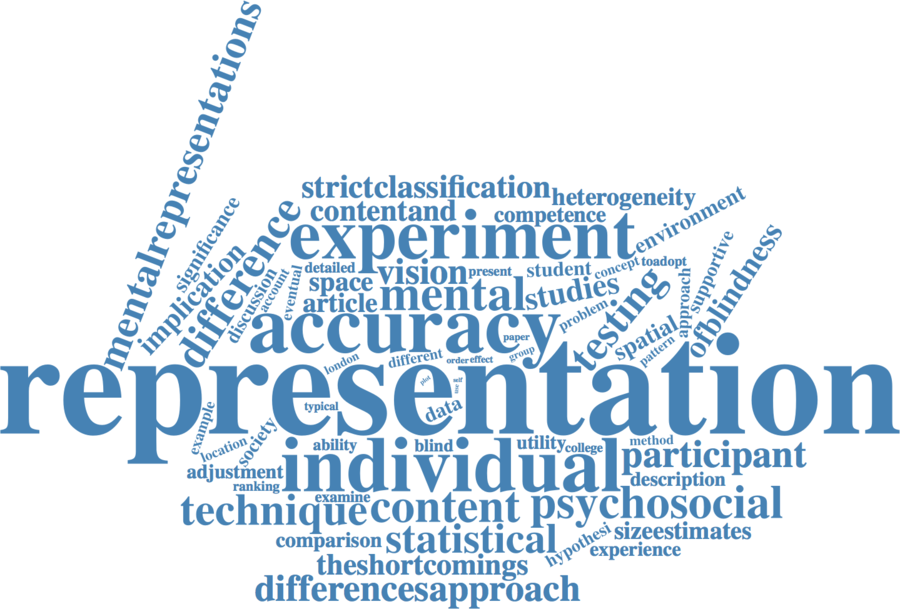 mentalrepresentations
strictclassification
heterogeneity
significance
contentand
competence
environment
difference
experiment
implication
detailed
vision
present
student
concept
toadopt
supportive
ofblindness
discussion
account
eventual
space
mental
studies
testing
approach
article
problem
accuracy
paper
spatial
pattern
london
different
order
effect
group
representation
plot
self
use
typical
data
example
location
society
ability
blind
utility
college
method
individual
participant
adjustment
ranking
description
examine
technique
content
psychosocial
comparison
statistical
hypothesi
sizeestimates
experience
theshortcomings
differencesapproach